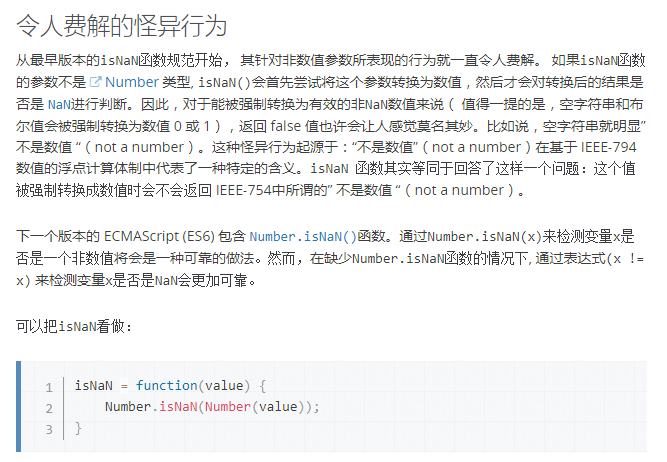 令人费解的怪异行为
从最早版本的isNaN函数规范开始， 其针对非数值参数所表现的行为就一直令人费解。 如果isNaN函数
的参数不是 Number 类型, isNaN()会首先尝试将这个参数转换为数值，然后才会对转换后的结果是
否是 NaN进行判断。因此，对于能被强制转换为有效的非NaN数值来说（ 值得一提的是，空字符串和布
尔值会被强制转换为数值 0 或 1），返回 false 值也许会让人感觉莫名其妙。比如说，空字符串就明显”
不是数值 “（not a number）。这种怪异行为起源于：“不是数值”（not a number）在基于 IEEE-794
数值的浮点计算体制中代表了一种特定的含义。isNaN 函数其实等同于回答了这样一个问题：这个值
被强制转换成数值时会不会返回 IEEE-754中所谓的” 不是数值 “（not a number）。
下一个版本的 ECMAScript (ES6) 包含 Number.isNaN()函数。通过Number.isNaN(x)来检测变量x是
否是一个非数值将会是一种可靠的做法。然而，在缺少Number.isNaN函数的情况下, 通过表达式(x !=
x) 来检测变量x是否是NaN会更加可靠。
可以把isNaN看做：
1 isNaN = function(value) {
2 Number.isNaN(Number(value));
3 }